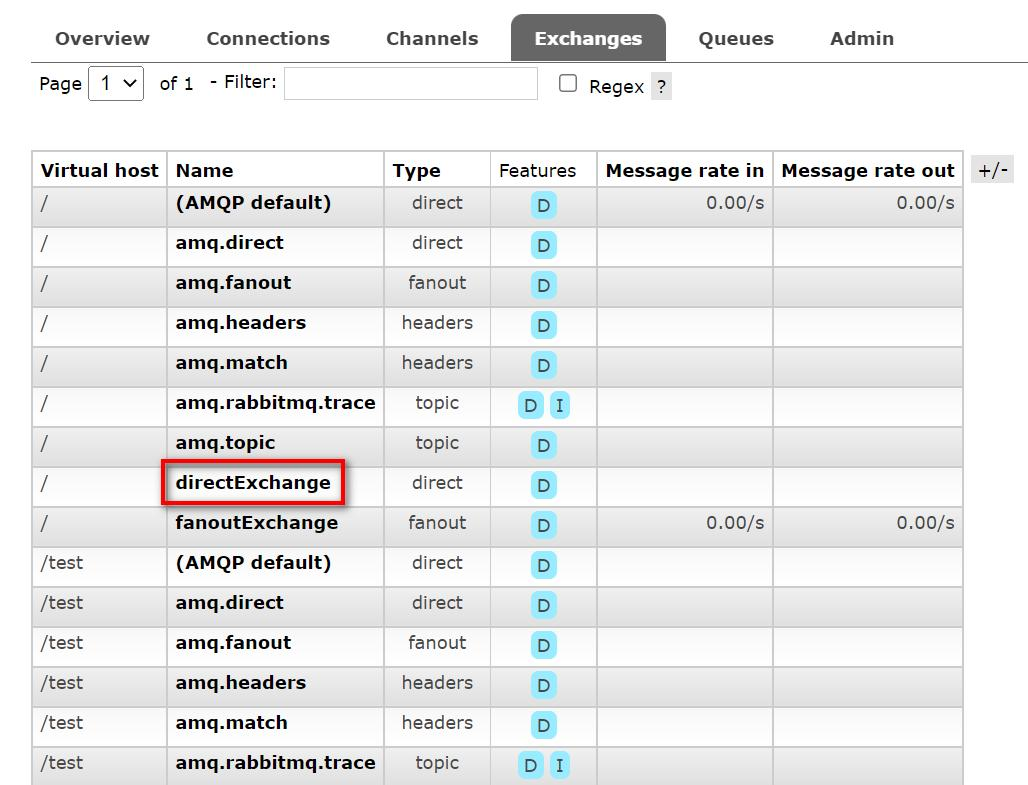 Overview Connections Channels Exchanges Queues Admin
Page 1 of 1 - Filter: Regex ?
Virtual host Name Type Features Message rate in Message rate out +/-
/ (AMQP default) direct D 0.00/s 0.00/s
/ amq.direct direct D
/ amq.fanout fanout D
/ amq.headers headers D
/ amq.match headers D
/ amq.rabbitmq.trace topic D I
/ amq.topic topic D
/ directExchange direct D
/ fanoutExchange fanout D 0.00/s 0.00/s
/test (AMQP default) direct D
/test amq.direct direct D
/test amq.fanout fanout D
/test amq.headers headers D
/test amq.match headers D
/test amq.rabbitmq.trace topic D I